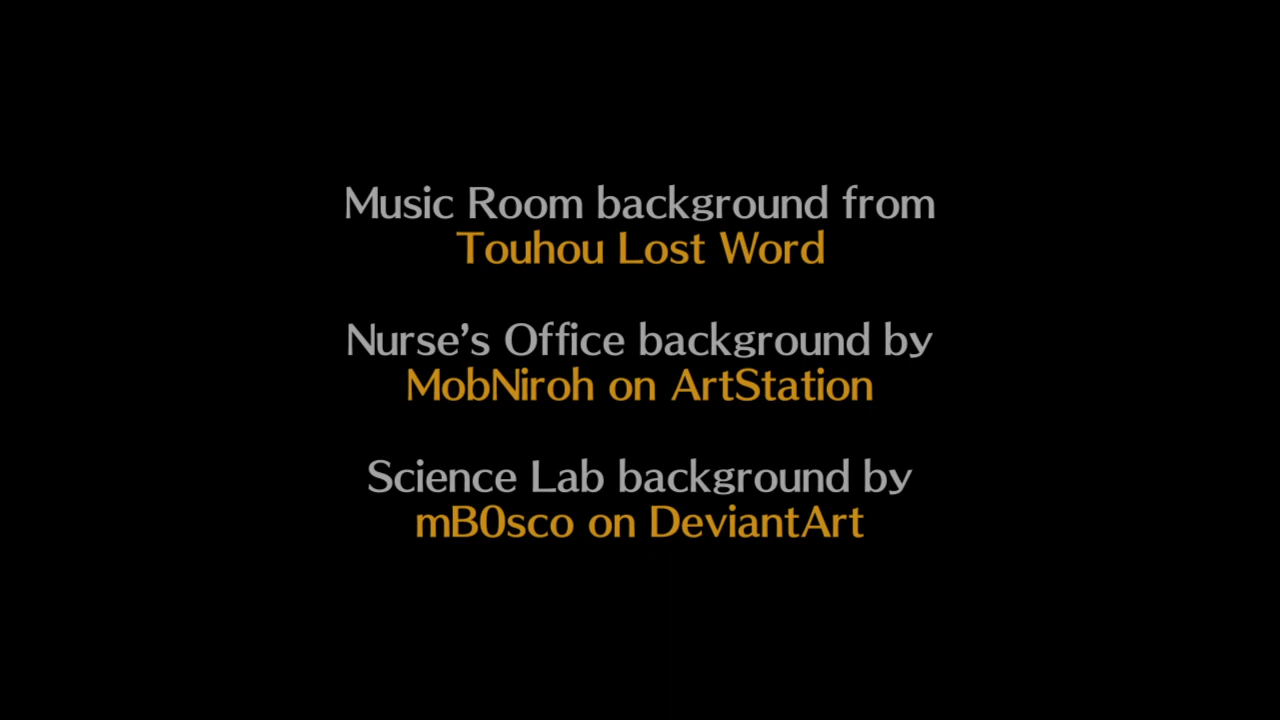 Music Room background from
Touhou Lost Word
Nurse’s Office background by
MobNiroh on ArtStation
Science Lab background by
mB0sco on DeviantArt